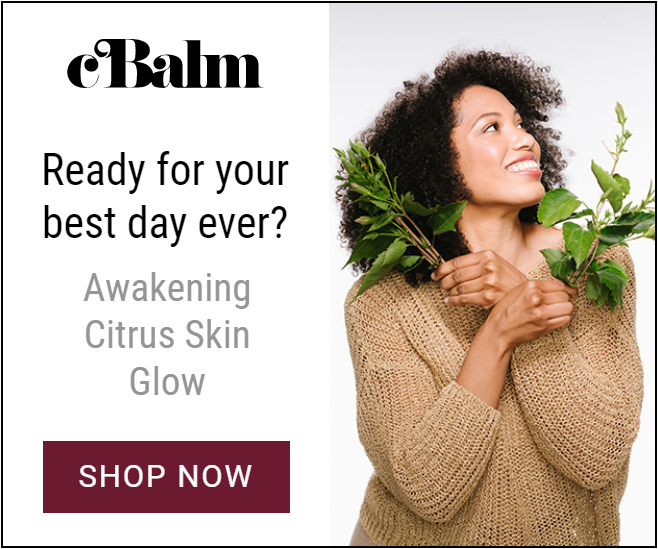 cBalm
Ready for your
best day ever?
Awakening
Citrus Skin
Glow
SHOP NOW